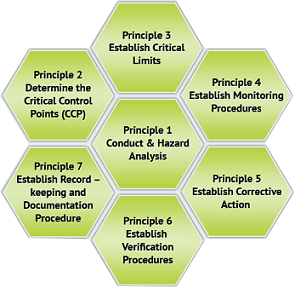 Principle 3
Establish Critical
Limits
Principle 2
Determine the
Critical Control
Points (CCP)
Principle 4
Establish Monitoring
Procedures
Principle 1
Conduct & Hazard
Analysis
Principle 7
Establish Record –
keeping and
Documentation
Procedure
Principle 5
Establish Corrective
Action
Principle 6
Establish
Verification
Procedures